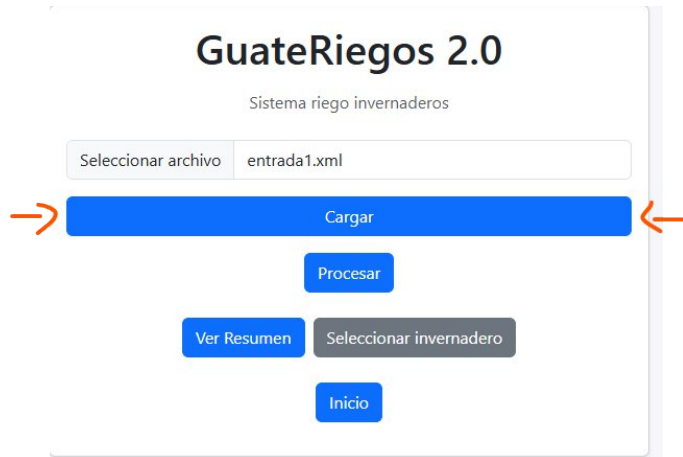 GuateRiegos 2.0
Sistema riego invernaderos
Seleccionar archivo entrada1.xml
Cargar
Procesar
Ver Resumen Seleccionar invernadero
Inicio